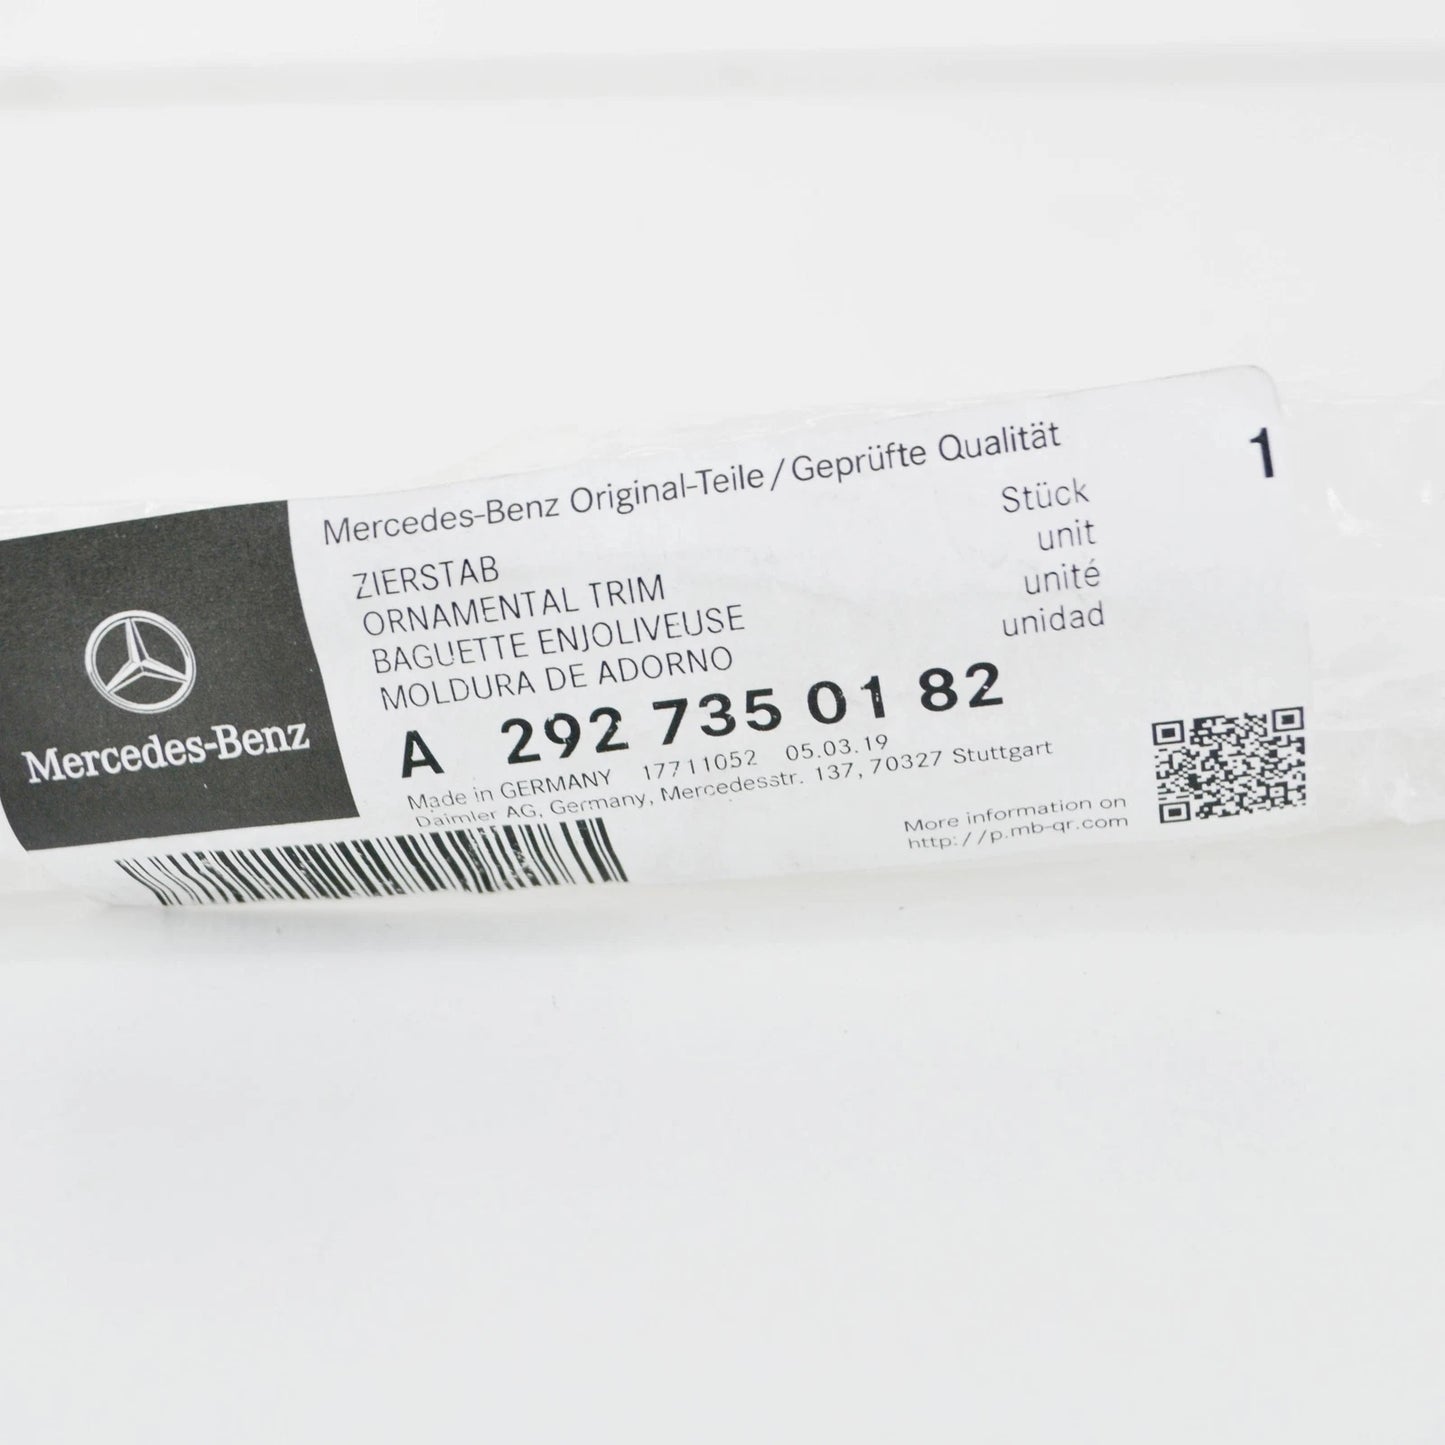 Mercedes-Benz Original-Teile / Geprüfte Qualität
1
Stück
unit
unité
unidad
ZIERSTAB
ORNAMENTAL TRIM
BAGUETTE ENJOLIVEUSE
MOLDURA DE ADORNO
A 292 735 01 82
Made in GERMANY 17711052 05.03.19
Daimler AG, Germany, Mercedesstr. 137, 70327 Stuttgart
More information on
http://p.mb-qr.com
Mercedes-Benz